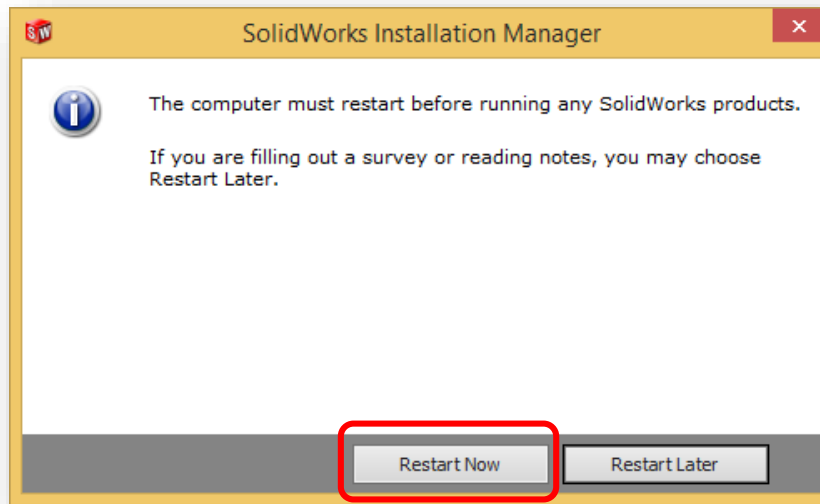 SW
SolidWorks Installation Manager
The computer must restart before running any SolidWorks products.
If you are filling out a survey or reading notes, you may choose
Restart Later.
Restart Now
Restart Later